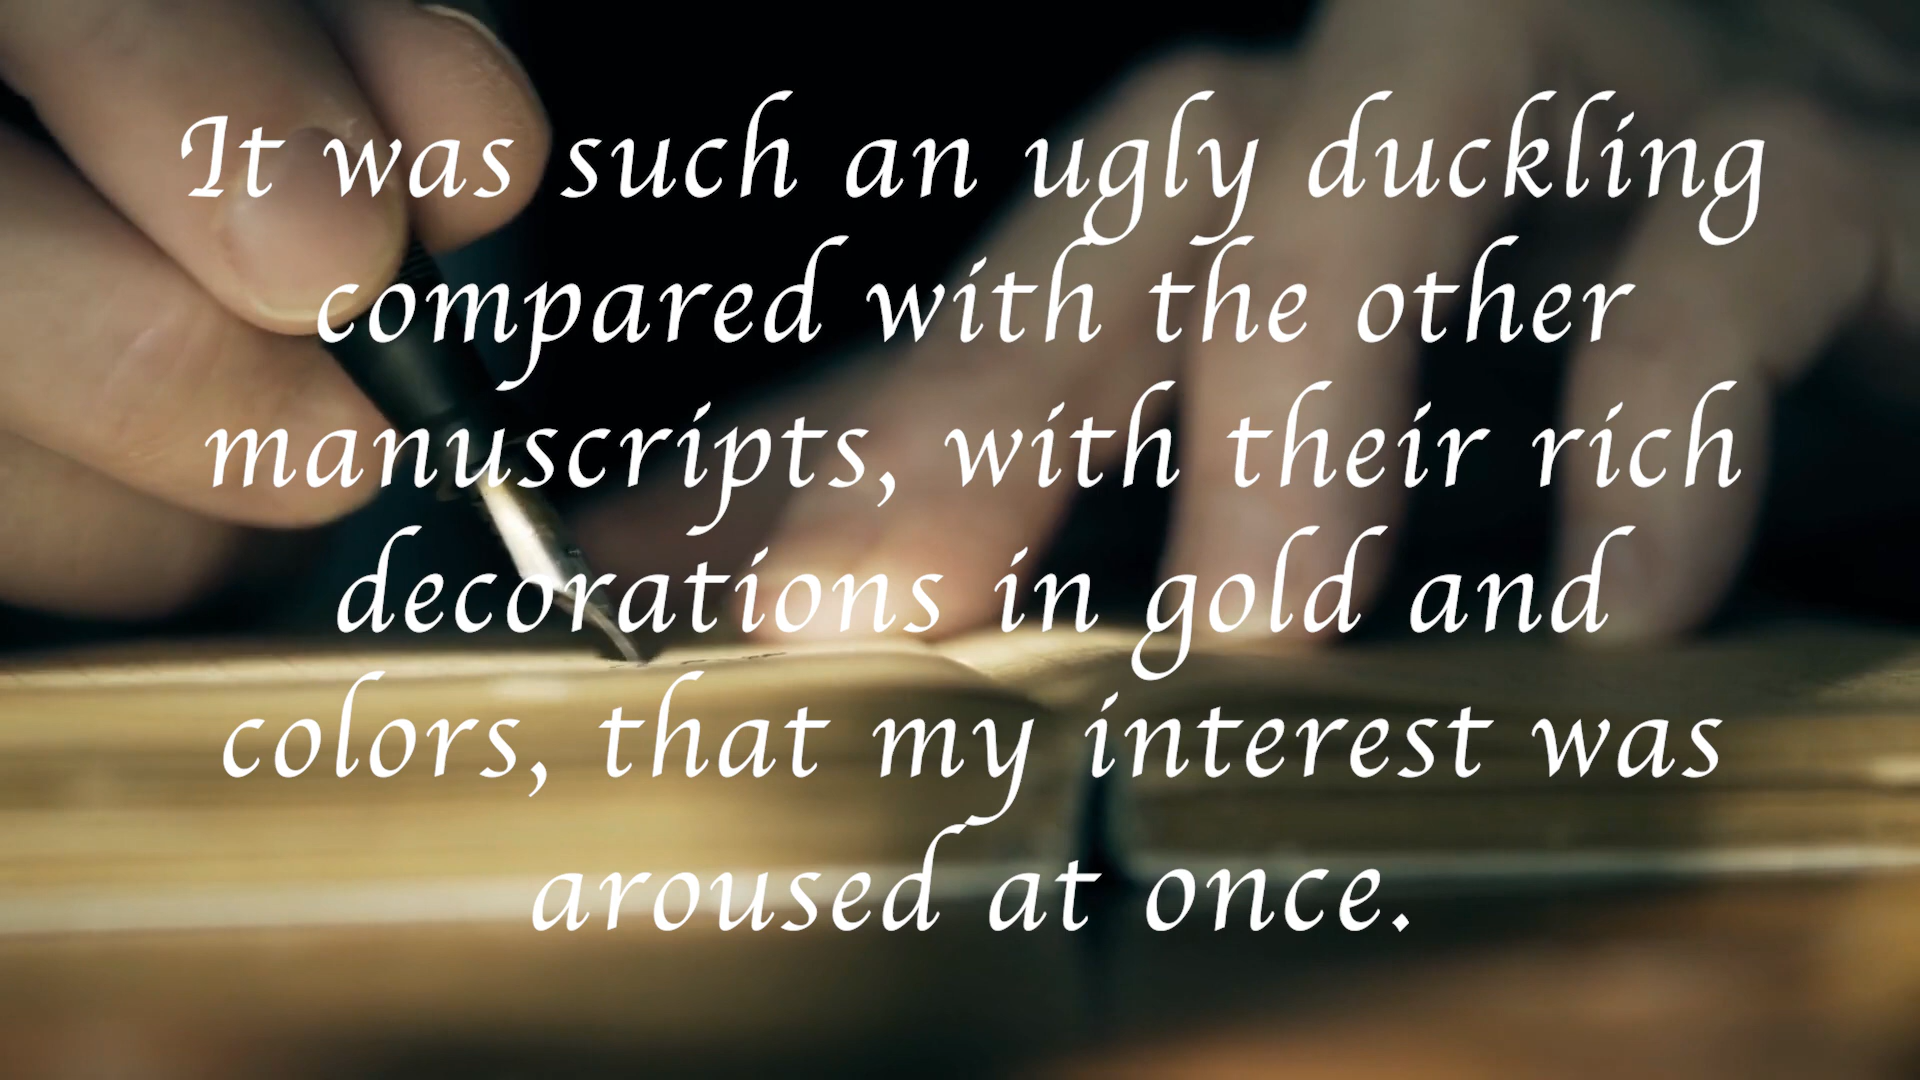 It was such an ugly duckling
compared with the other
manuscripts, with their rich
decorations in gold and
colors, that my interest was
aroused at once.